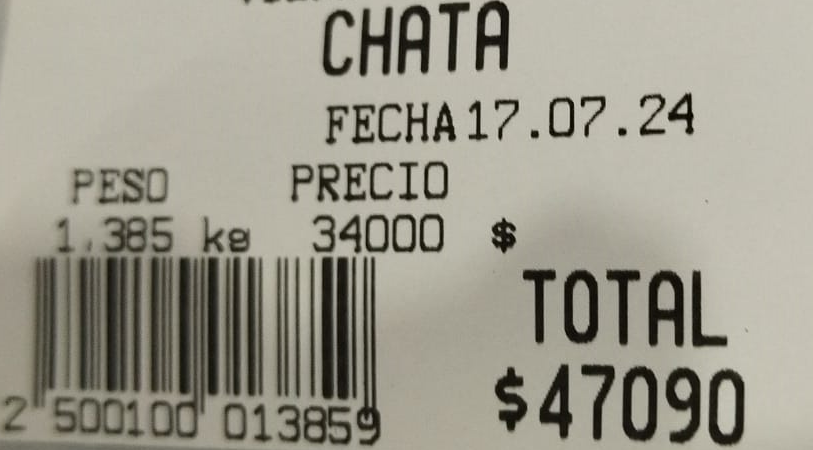 CHATA
FECHA 17.07.24
PESO PRECIO
1.385 kg 34000 $
TOTAL
$47090
2 500100 013859